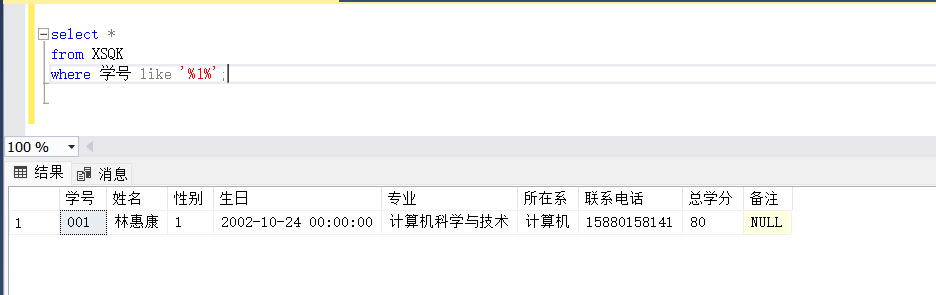 select *
from XSQK
where 学号 like '%1%';
100 %
结果 消息
学号 姓名 性别 生日 专业 所在系 联系电话 总学分 备注
1 001 林惠康 1 2002-10-24 00:00:00 计算机科学与技术 计算机 15880158141 80 NULL